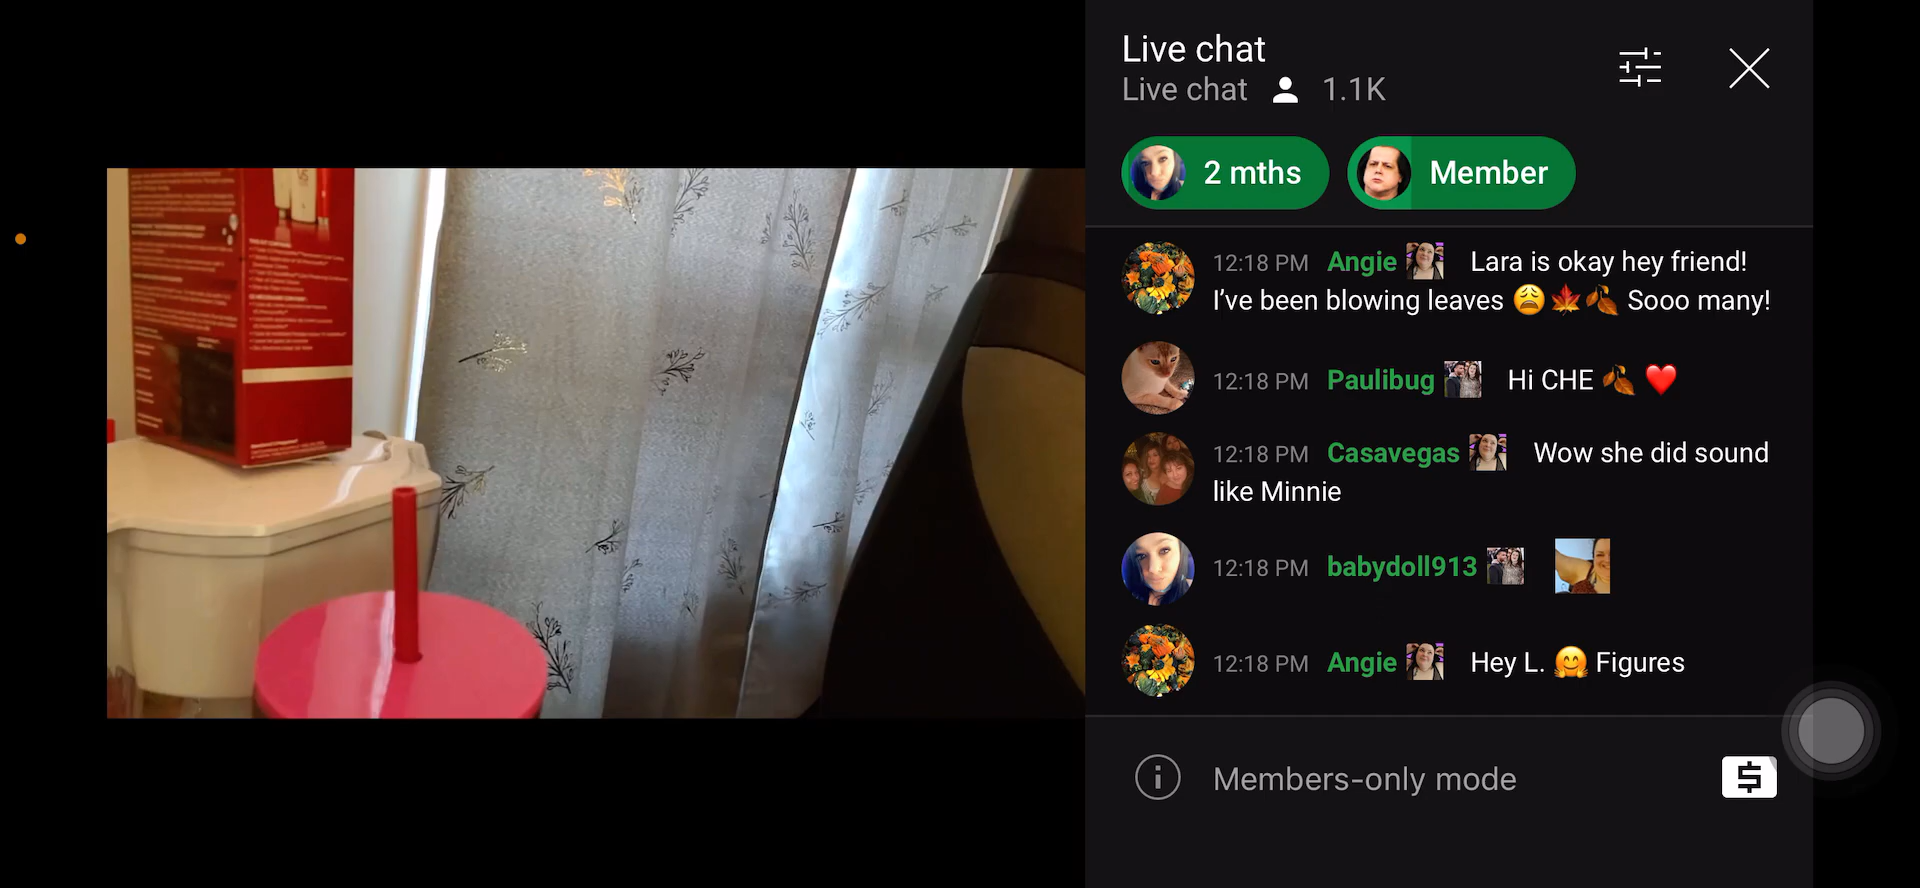 Live chat
Live chat 1.1K
2 mths
Member
12:18 PM Angie Lara is okay hey friend!
I’ve been blowing leaves 😩🍁🍂 Sooo many!
12:18 PM Paulibug Hi CHE 🍂 ❤️
12:18 PM Casavegas Wow she did sound
like Minnie
12:18 PM babydoll913
12:18 PM Angie Hey L. 🤗 Figures
Members-only mode